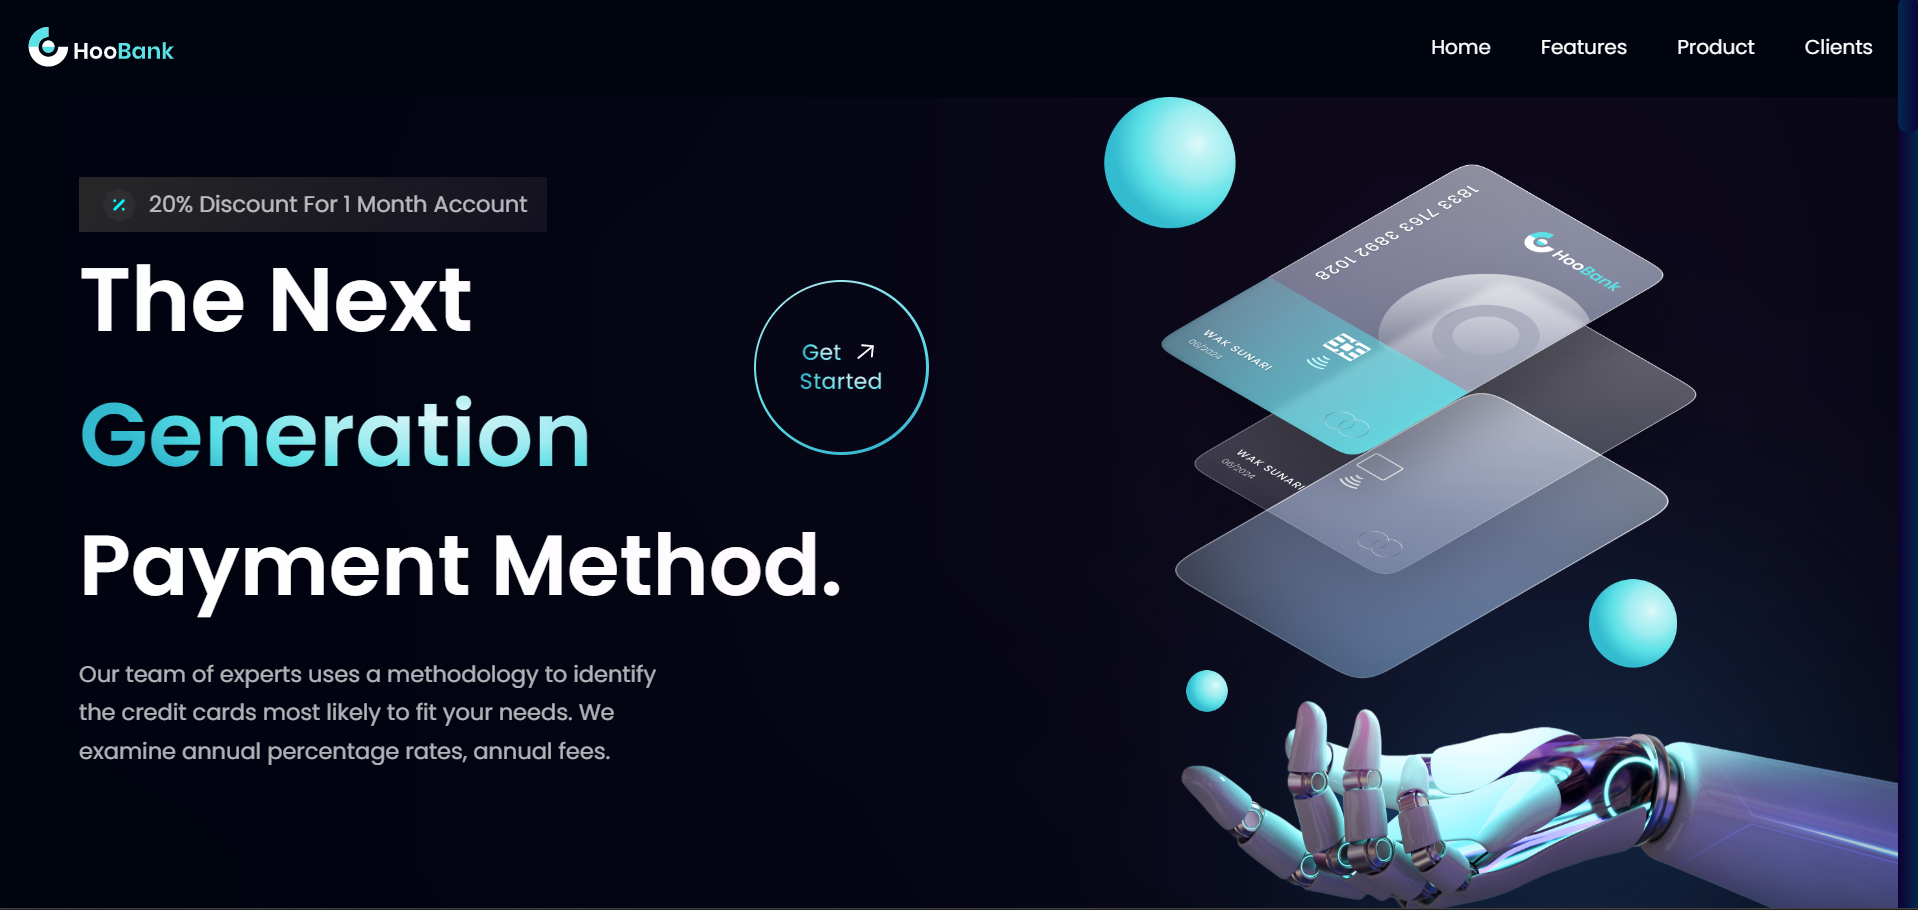 HooBank
Home Features Product Clients
20% Discount For 1 Month Account
The Next
Generation
Payment Method.
Get
Started
Our team of experts uses a methodology to identify
the credit cards most likely to fit your needs. We
examine annual percentage rates, annual fees.
1833 7163 3892 1028
HooBank
WAK SUNARI
06/2024
WAK SUNARI
06/2024